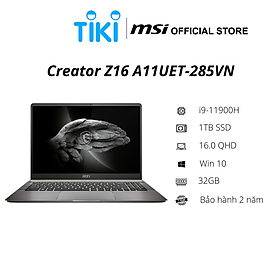 TIKI msi OFFICIAL STORE
Creator Z16 A11UET-285VN
i9-11900H
1TB SSD
16.0 QHD
Win 10
32GB
Bảo hành 2 năm
msi